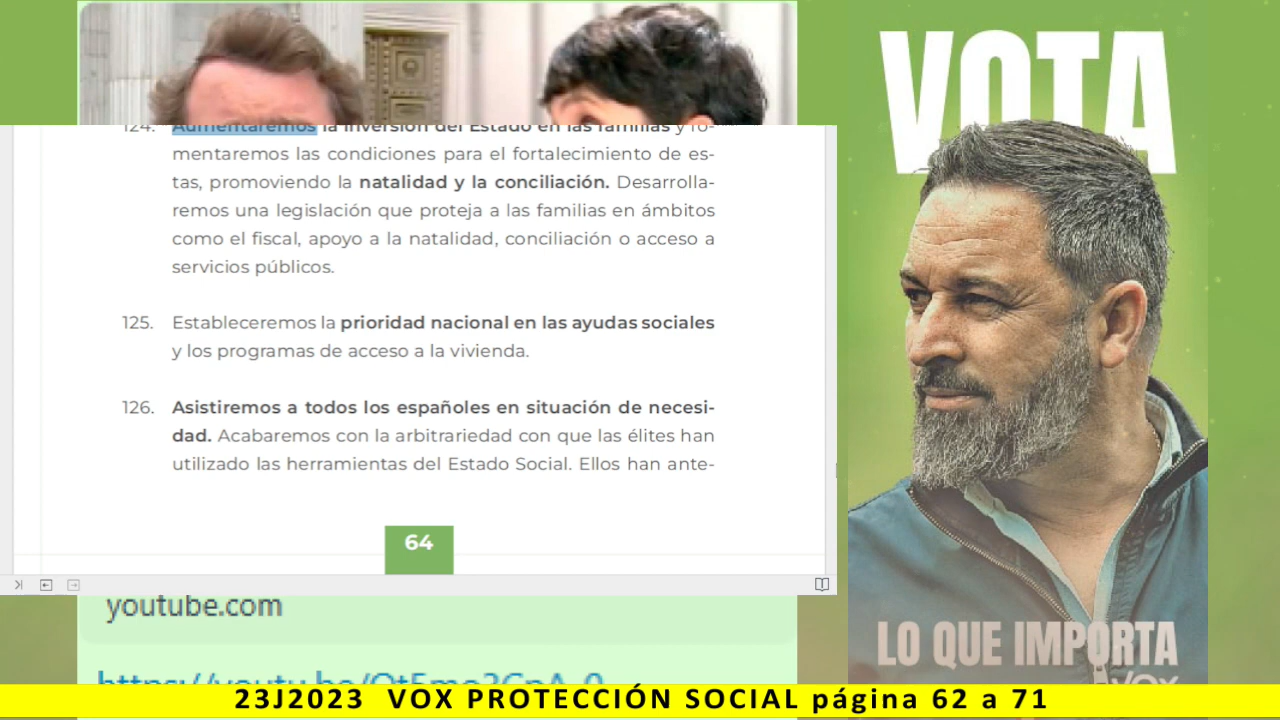 124. Aumentaremos la inversión del Estado en las familias y fo-
mentaremos las condiciones para el fortalecimiento de es-
tas, promoviendo la natalidad y la conciliación. Desarrolla-
remos una legislación que proteja a las familias en ámbitos
como el fiscal, apoyo a la natalidad, conciliación o acceso a
servicios públicos.
125. Estableceremos la prioridad nacional en las ayudas sociales
y los programas de acceso a la vivienda.
126. Asistiremos a todos los españoles en situación de necesi-
dad. Acabaremos con la arbitrariedad con que las élites han
utilizado las herramientas del Estado Social. Ellos han ante-
64
youtube.com
VOTA
LO QUE IMPORTA
VOX
23J2023 VOX PROTECCIÓN SOCIAL página 62 a 71